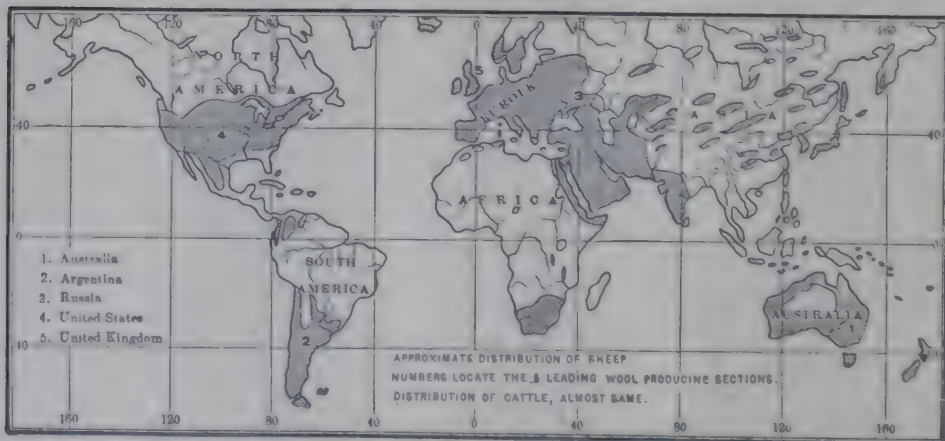 160 120 80 40 0 40 80 120 160
NORTH
AMERICA
EUROPE
ASIA
5
3
40 4 40
AFRICA
0 0
SOUTH
AMERICA
AUSTRALIA
1
2
40
1. Australia
2. Argentina
3. Russia
4. United States
5. United Kingdom
APPROXIMATE DISTRIBUTION OF SHEEP
NUMBERS LOCATE THE 5 LEADING WOOL PRODUCING SECTIONS.
DISTRIBUTION OF CATTLE, ALMOST SAME.
160 120 80 40 0 40 80 120 160